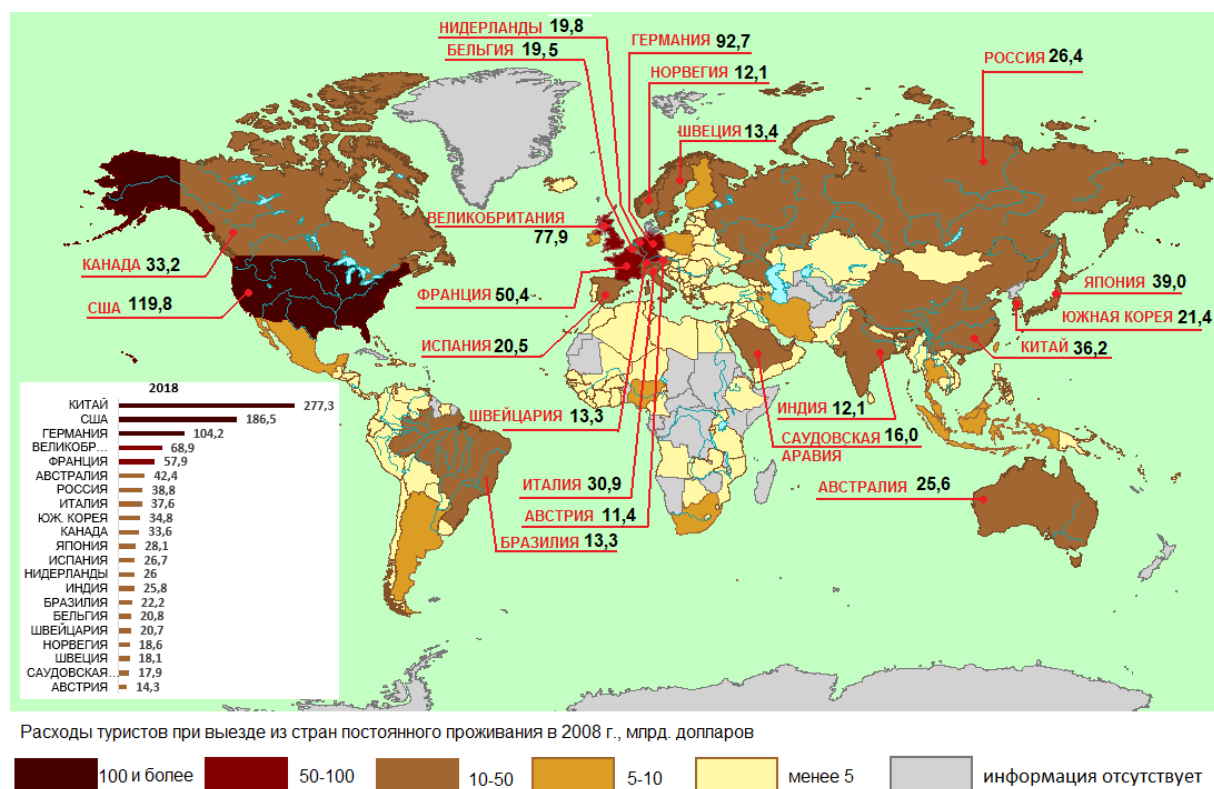 НИДЕРЛАНДЫ 19,8
БЕЛЬГИЯ 19,5
ГЕРМАНИЯ 92,7
НОРВЕГИЯ 12,1
РОССИЯ 26,4
ШВЕЦИЯ 13,4
ВЕЛИКОБРИТАНИЯ
77,9
КАНАДА 33,2
США 119,8
ФРАНЦИЯ 50,4
ЯПОНИЯ 39,0
ЮЖНАЯ КОРЕЯ 21,4
ИСПАНИЯ 20,5
КИТАЙ 36,2
ШВЕЙЦАРИЯ 13,3
ИНДИЯ 12,1
САУДОВСКАЯ 16,0
АРАВИЯ
ИТАЛИЯ 30,9
АВСТРАЛИЯ 25,6
АВСТРИЯ 11,4
БРАЗИЛИЯ 13,3
2018
КИТАЙ 277,3
США 186,5
ГЕРМАНИЯ 104,2
ВЕЛИКОБР... 68,9
ФРАНЦИЯ 57,9
АВСТРАЛИЯ 42,4
РОССИЯ 38,8
ИТАЛИЯ 37,6
ЮЖ. КОРЕЯ 34,8
КАНАДА 33,6
ЯПОНИЯ 28,1
ИСПАНИЯ 26,7
НИДЕРЛАНДЫ 26
ИНДИЯ 25,8
БРАЗИЛИЯ 22,2
БЕЛЬГИЯ 20,8
ШВЕЙЦАРИЯ 20,7
НОРВЕГИЯ 18,6
ШВЕЦИЯ 18,1
САУДОВСКАЯ... 17,9
АВСТРИЯ 14,3
Расходы туристов при выезде из стран постоянного проживания в 2008 г., млрд. долларов
100 и более 50-100 10-50 5-10 менее 5 информация отсутствует